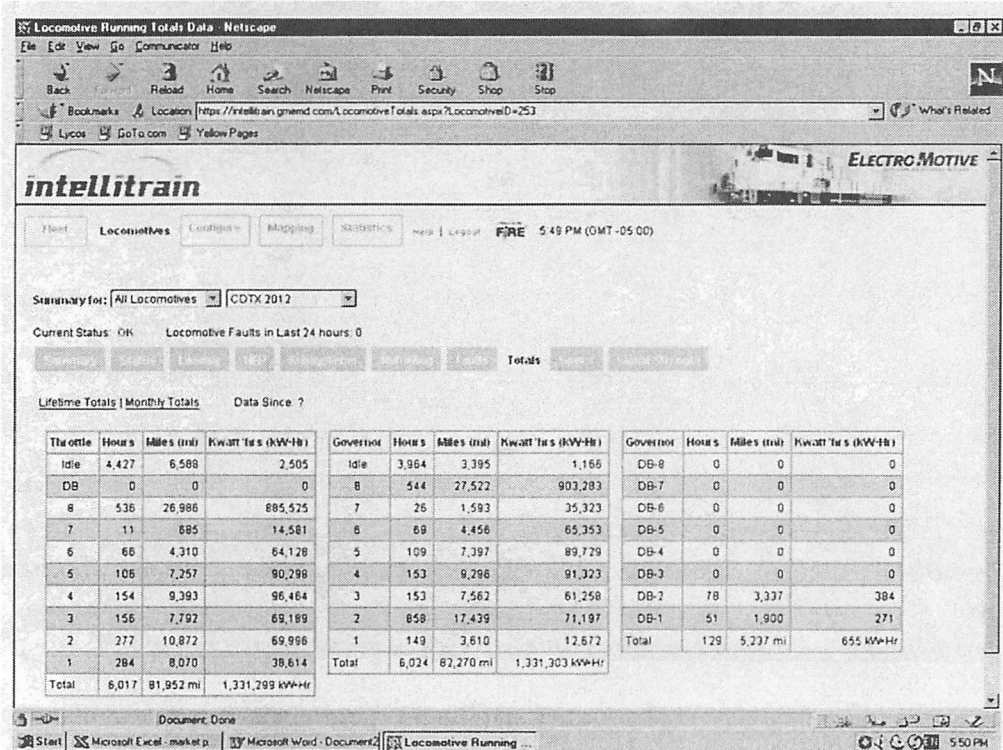 Locomotive Running Totals Data - Netscape
File Edit View Go Communicator Help
Back Forward Reload Home Search Netscape Print Security Shop Stop
N
Bookmarks Location https://intellitrain.gmemd.com/LocomotiveTotals.aspx?LocomotiveID=253 What's Related
Lycos GoTo.com Yellow Pages
intellitrain
ELECTRO MOTIVE
Fleet Locomotives Configure Mapping Statistics Help | Logout FIRE 5:49 PM (GMT -05:00)
Summary for: All Locomotives CDTX 2012
Current Status: OK Locomotive Faults in Last 24 hours: 0
Totals
Lifetime Totals | Monthly Totals Data Since: ?
Throttle Hours Miles (mi) Kwatt*hrs (kW-Hr)
Idle 4,427 6,588 2,505
DB 0 0 0
8 536 26,986 885,525
7 11 685 14,581
6 66 4,310 64,128
5 106 7,257 90,298
4 154 9,393 96,464
3 156 7,792 69,189
2 277 10,872 69,996
1 284 8,070 38,614
Total 6,017 81,952 mi 1,331,299 kW-Hr
Governor Hours Miles (mi) Kwatt*hrs (kW-Hr)
Idle 3,964 3,395 1,166
8 544 27,522 903,283
7 26 1,593 35,323
6 69 4,456 65,353
5 109 7,397 89,729
4 153 9,296 91,323
3 153 7,562 61,258
2 858 17,439 71,197
1 149 3,610 12,672
Total 6,024 82,270 mi 1,331,303 kW-Hr
Governor Hours Miles (mi) Kwatt*hrs (kW-Hr)
DB-8 0 0 0
DB-7 0 0 0
DB-6 0 0 0
DB-5 0 0 0
DB-4 0 0 0
DB-3 0 0 0
DB-2 78 3,337 384
DB-1 51 1,900 271
Total 129 5,237 mi 655 kW-Hr
Document: Done
Start Microsoft Excel - market p... Microsoft Word - Document2 Locomotive Running ... 5:50 PM